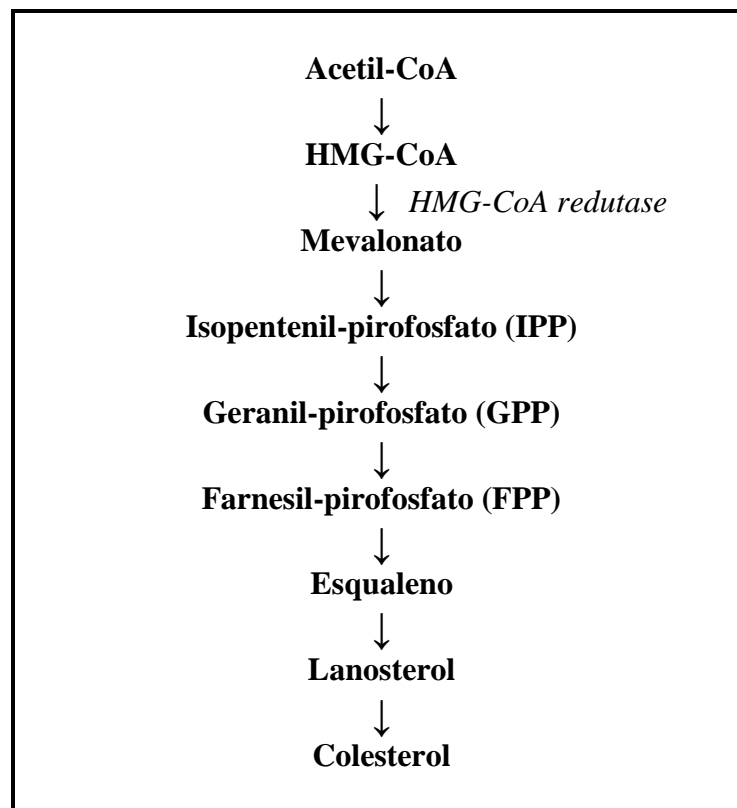 Acetil-CoA
↓
HMG-CoA
↓ HMG-CoA redutase
Mevalonato
↓
Isopentenil-pirofosfato (IPP)
↓
Geranil-pirofosfato (GPP)
↓
Farnesil-pirofosfato (FPP)
↓
Esqualeno
↓
Lanosterol
↓
Colesterol